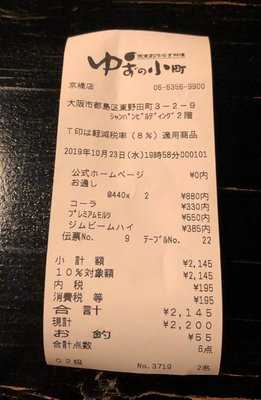 ゆずの小町
京橋店 06-6356-9900
大阪市都島区東野田町3-2-9
シャンパンビルディング2階
T印は軽減税率(8%)適用商品
2019年10月23日(水)19時58分000101
公式ホームページ ¥0内
お通し
@440x 2 ¥880内
コーラ ¥330内
プレミアムモルツ ¥550内
ジムビームハイ ¥385内
伝票No. 9 テーブルNo. 22
小計額 ¥2,145
10%対象額 ¥2,145
内税 ¥195
消費税等 ¥195
合計 ¥2,145
現計 ¥2,200
お釣 ¥55
合計点数 6点
No.3719 2名